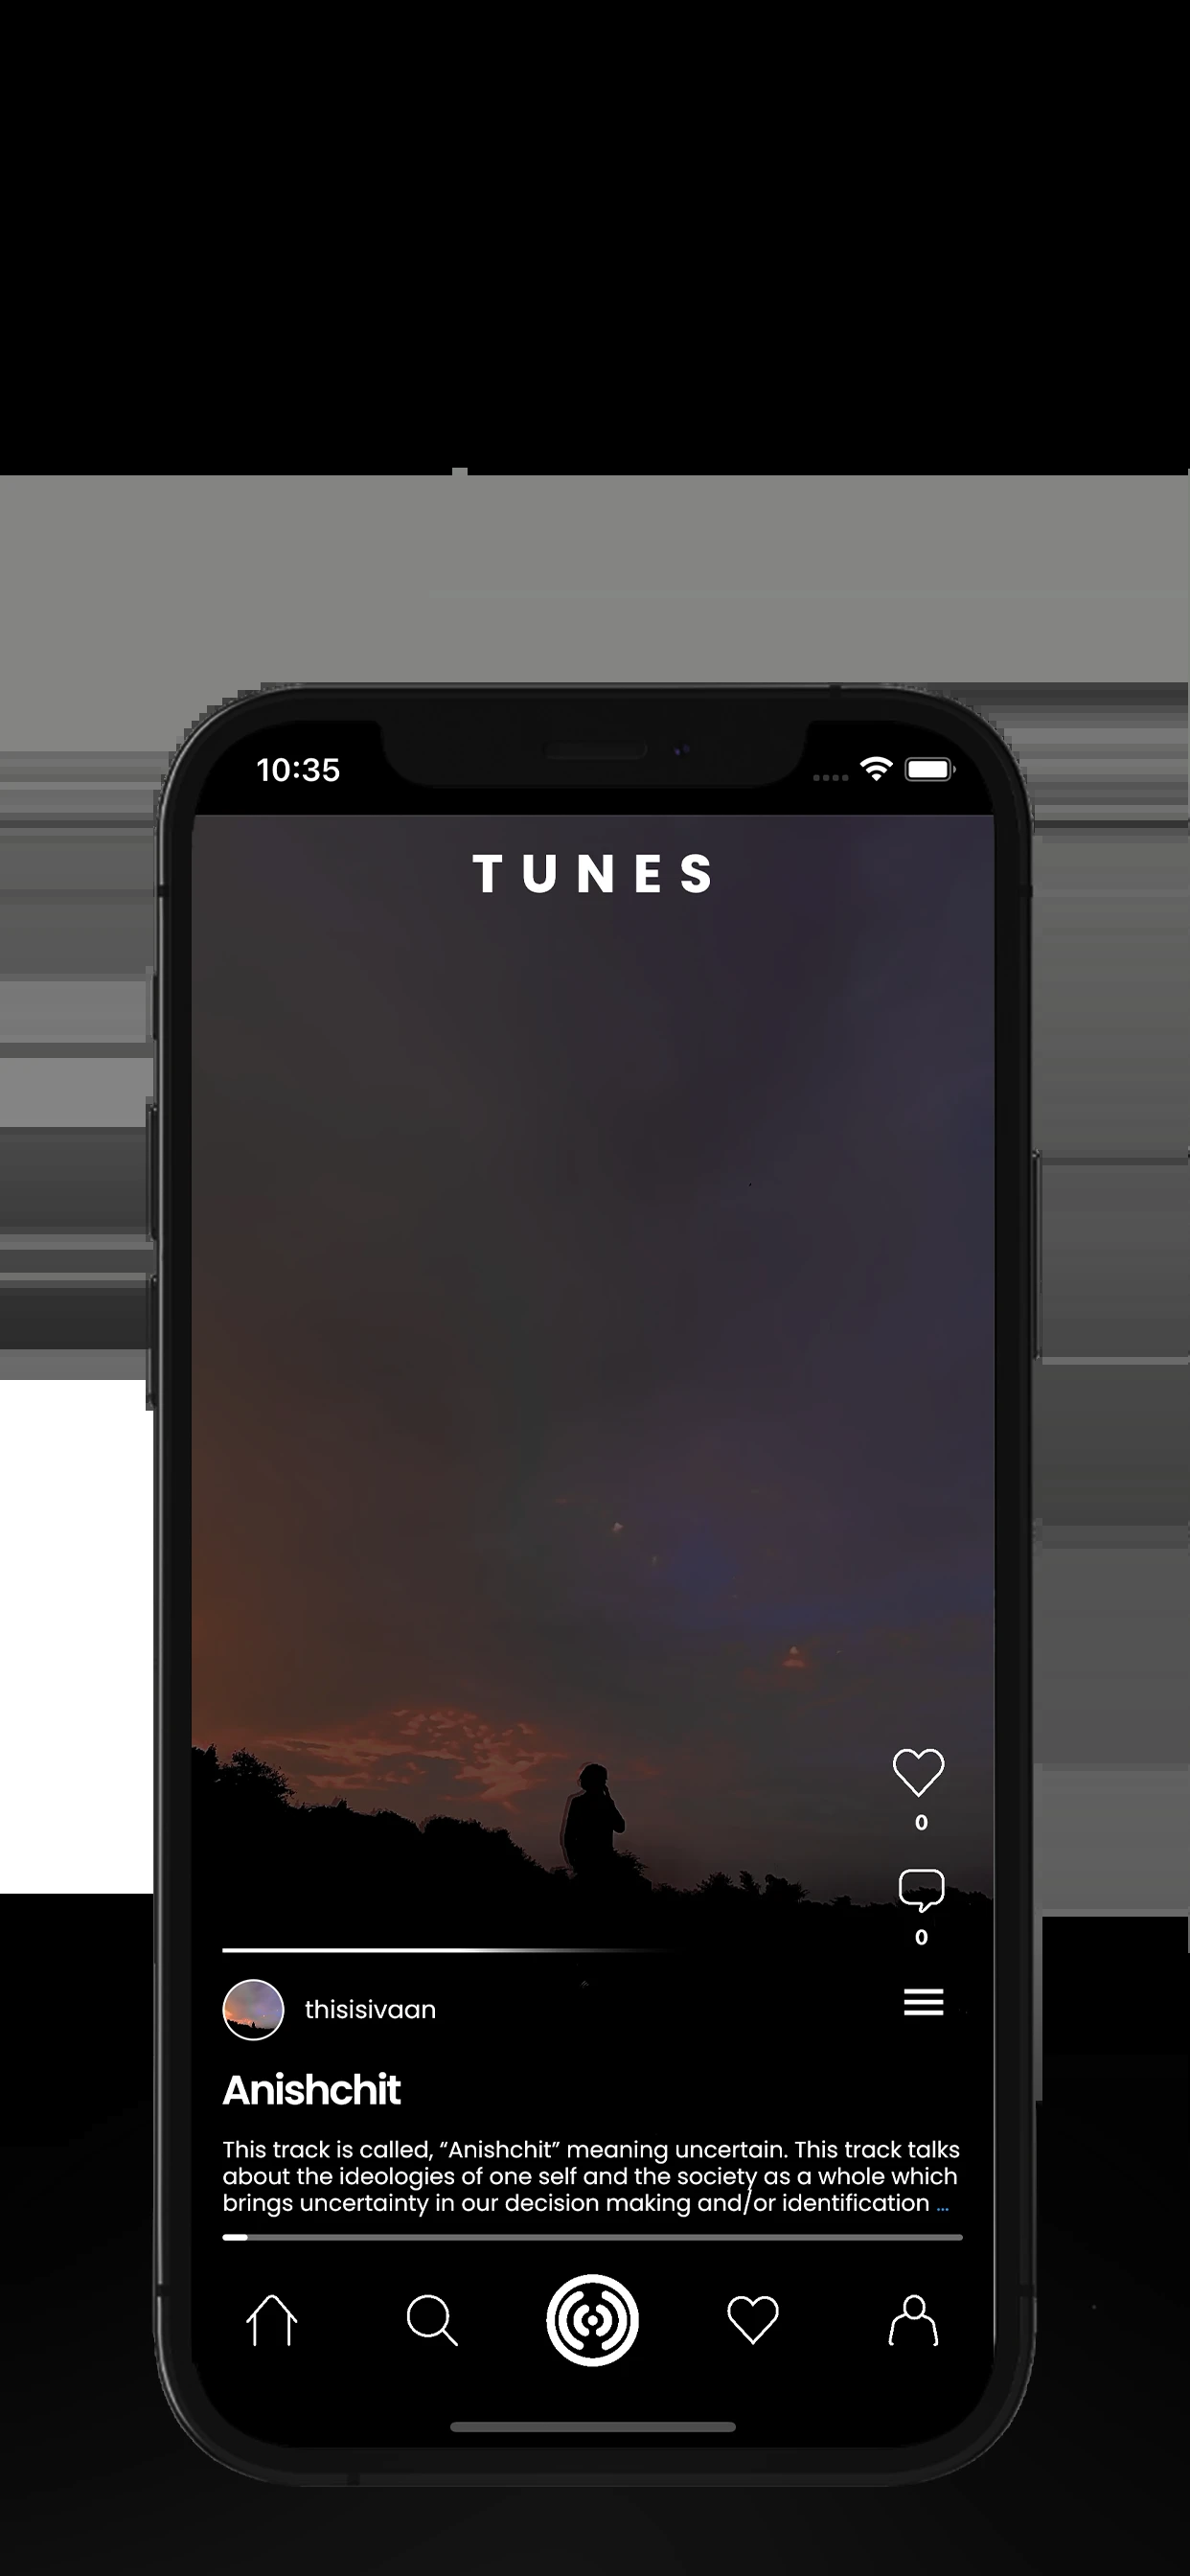 10:35
TUNES
0
0
thisisivaan
Anishchit
This track is called, “Anishchit” meaning uncertain. This track talks
about the ideologies of one self and the society as a whole which
brings uncertainty in our decision making and/or identification ...